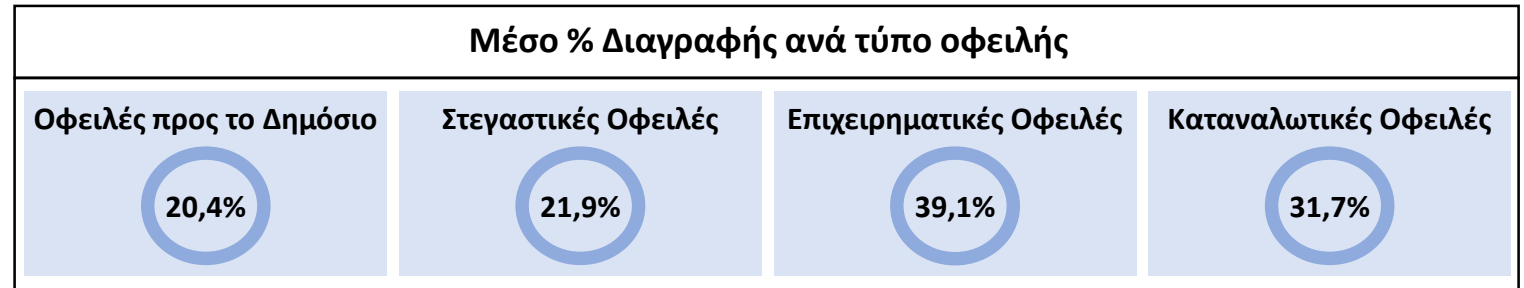 Μέσο % Διαγραφής ανά τύπο οφειλής
Οφειλές προς το Δημόσιο
Στεγαστικές Οφειλές
Επιχειρηματικές Οφειλές
Καταναλωτικές Οφειλές
20,4%
21,9%
39,1%
31,7%